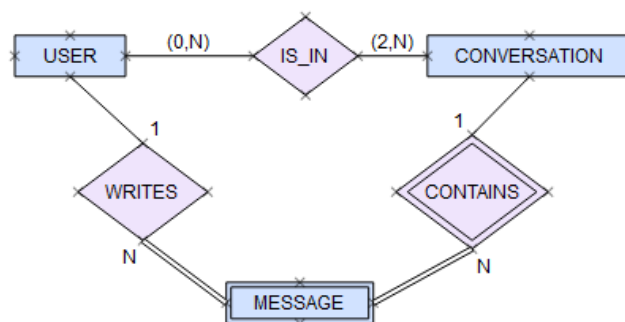 (0,N) (2,N)
USER IS_IN CONVERSATION
1 1
WRITES CONTAINS
N N
MESSAGE